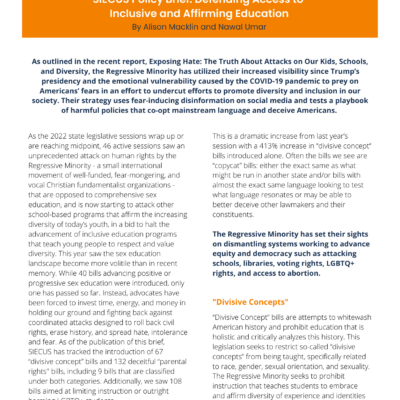 SIECUS Policy Brief: Defending Access to
Inclusive and Affirming Education
By Alison Macklin and Nawal Umar
As outlined in the recent report, Exposing Hate: The Truth About Attacks on Our Kids, Schools,
and Diversity, the Regressive Minority has utilized their increased visibility since Trump's
presidency and the emotional vulnerability caused by the COVID-19 pandemic to prey on
Americans' fears in an effort to undercut efforts to promote diversity and inclusion in our
society. Their strategy uses fear-inducing disinformation on social media and tests a playbook
of harmful policies that co-opt mainstream language and deceive Americans.
As the 2022 state legislative sessions wrap up or
are reaching midpoint, 46 active sessions saw an
unprecedented attack on human rights by the
Regressive Minority - a small international
movement of well-funded, fear-mongering, and
vocal Christian fundamentalist organizations -
that are opposed to comprehensive sex
education, and is now starting to attack other
school-based programs that affirm the increasing
diversity of today's youth, in a bid to halt the
advancement of inclusive education programs
that teach young people to respect and value
diversity. This year saw the sex education
landscape become more volatile than in recent
memory. While 40 bills advancing positive or
progressive sex education were introduced, only
one has passed so far. Instead, advocates have
been forced to invest time, energy, and money in
holding our ground and fighting back against
coordinated attacks designed to roll back civil
rights, erase history, and spread hate, intolerance
and fear. As of the publication of this brief,
SIECUS has tracked the introduction of 67
"divisive concept" bills and 132 deceitful "parental
rights" bills, including 9 bills that are classified
under both categories. Additionally, we saw 108
bills aimed at limiting instruction or outright
This is a dramatic increase from last year's
session with a 413% increase in "divisive concept"
bills introduced alone. Often the bills we see are
"copycat" bills: either the exact same as what
might be run in another state and/or bills with
almost the exact same language looking to test
what language resonates or may be able to
better deceive other lawmakers and their
constituents.
The Regressive Minority has set their sights
on dismantling systems working to advance
equity and democracy such as attacking
schools, libraries, voting rights, LGBTQ+
rights, and access to abortion.
"Divisive Concepts"
"Divisive Concept" bills are attempts to whitewash
American history and prohibit education that is
holistic and critically analyzes this history. This
legislation seeks to restrict so-called "divisive
concepts" from being taught, specifically related
to race, gender, sexual orientation, and sexuality.
The Regressive Minority seeks to prohibit
instruction that teaches students to embrace
and affirm diversity of experience and identities